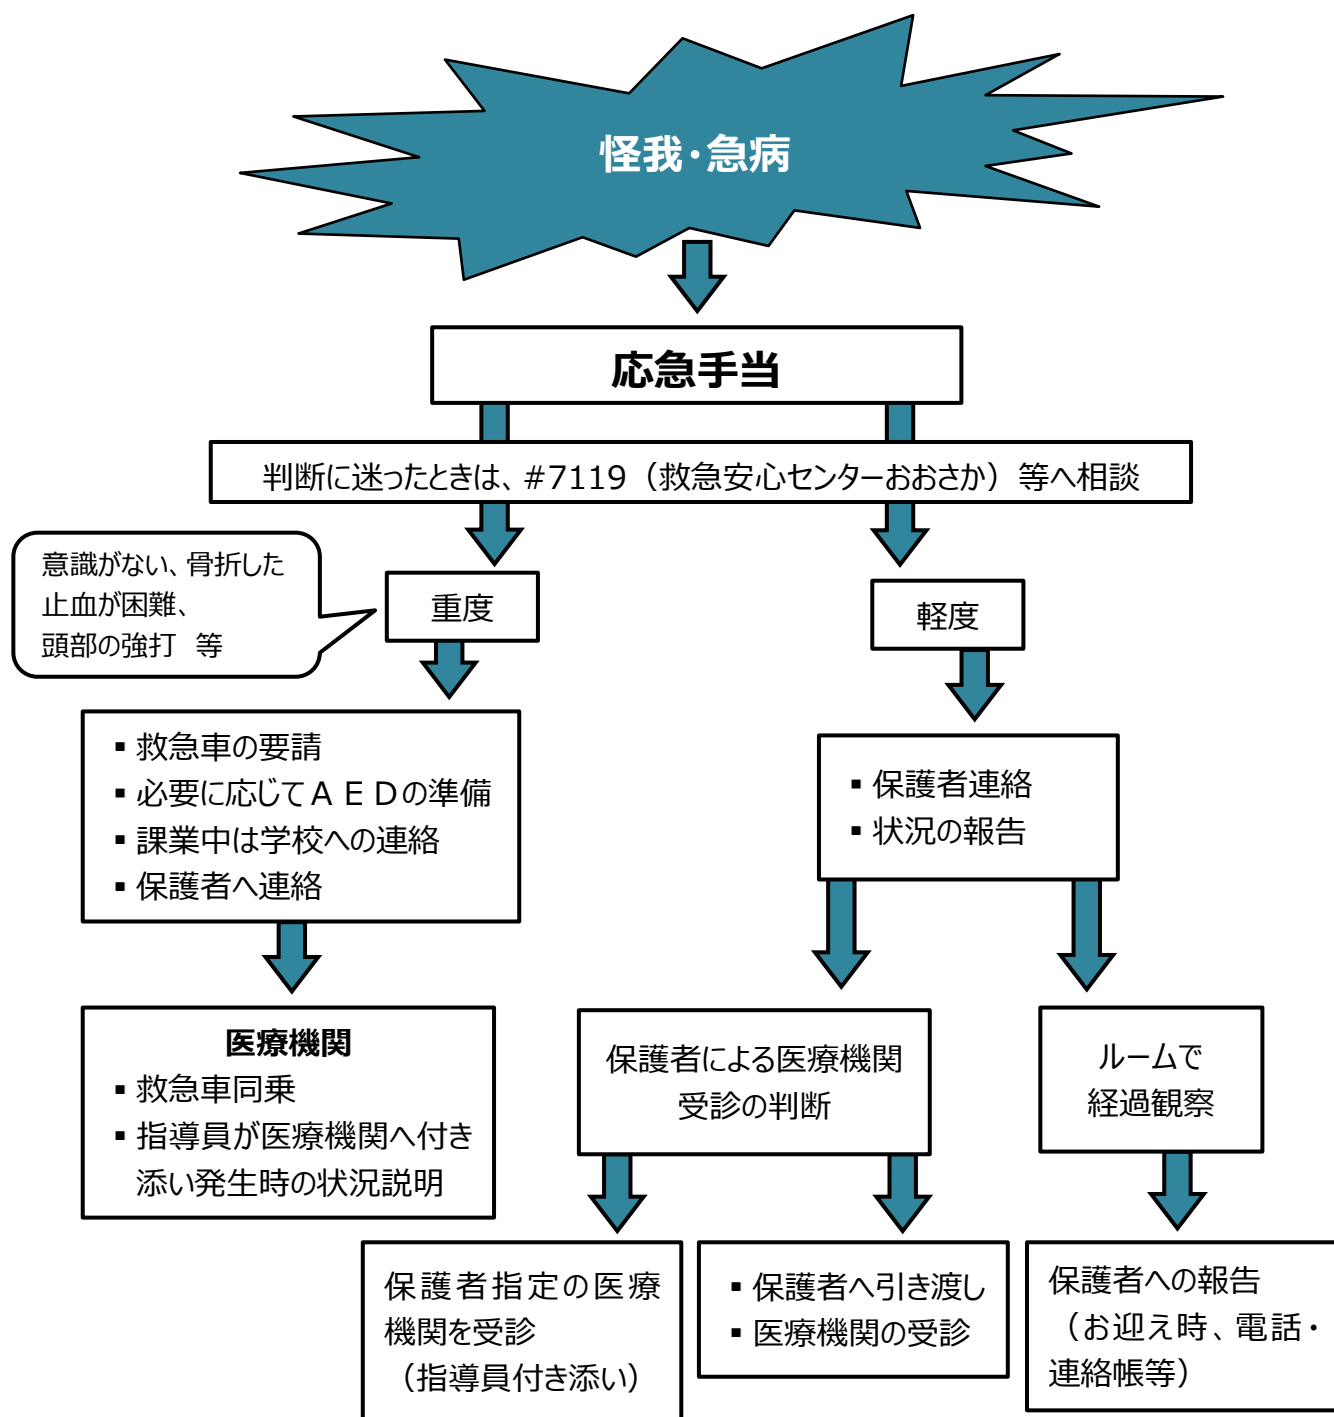 怪我・急病
応急手当
判断に迷ったときは、#7119（救急安心センターおおさか）等へ相談
意識がない、骨折した
止血が困難、
頭部の強打　等
重度
軽度
▪ 救急車の要請
▪ 必要に応じてＡＥＤの準備
▪ 課業中は学校への連絡
▪ 保護者へ連絡
▪ 保護者連絡
▪ 状況の報告
医療機関
▪ 救急車同乗
▪ 指導員が医療機関へ付き
添い発生時の状況説明
保護者による医療機関
受診の判断
ルームで
経過観察
保護者指定の医療
機関を受診
（指導員付き添い）
▪ 保護者へ引き渡し
▪ 医療機関の受診
保護者への報告
（お迎え時、電話・
連絡帳等）